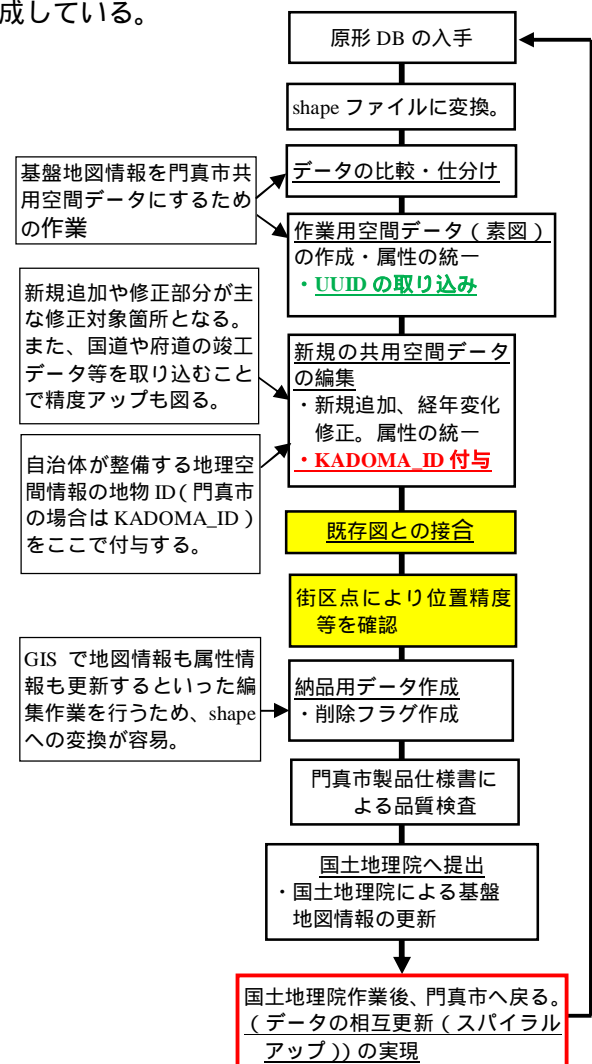 成している。
原形 DB の入手
shape ファイルに変換。
基盤地図情報を門真市共
用空間データにするため
の作業
データの比較・仕分け
作業用空間データ（素図）
の作成・属性の統一
・UUID の取り込み
新規追加や修正部分が主
な修正対象箇所となる。
また、国道や府道の竣工
データ等を取り込むこと
で精度アップも図る。
新規の共用空間データ
の編集
・新規追加、経年変化
修正。属性の統一
・KADOMA_ID 付与
自治体が整備する地理空
間情報の地物 ID（門真市
の場合は KADOMA_ID）
をここで付与する。
既存図との接合
街区点により位置精度
等を確認
GIS で地図情報も属性情
報も更新するといった編
集作業を行うため、shape
への変換が容易。
納品用データ作成
・削除フラグ作成
門真市製品仕様書に
よる品質検査
国土地理院へ提出
・国土地理院による基盤
地図情報の更新
国土地理院作業後、門真市へ戻る。
（データの相互更新（スパイラル
アップ））の実現